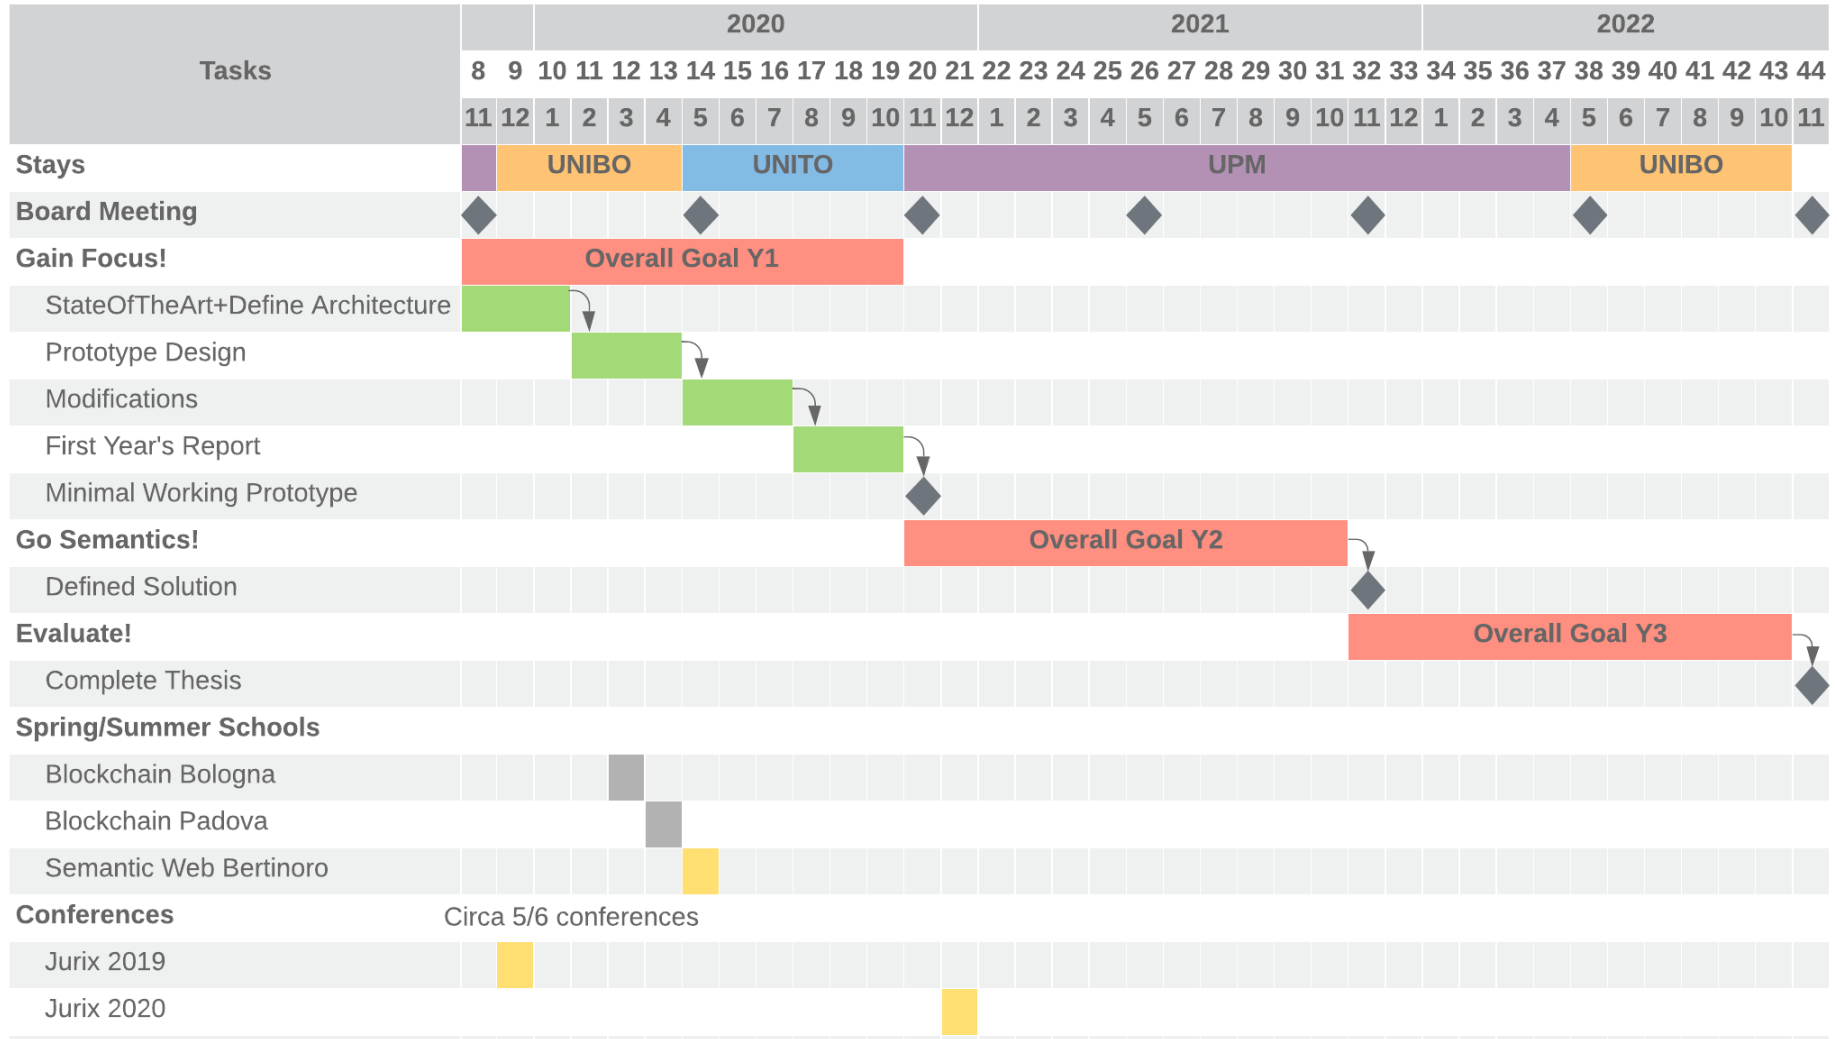 2020 2021 2022
Tasks 8 9 10 11 12 13 14 15 16 17 18 19 20 21 22 23 24 25 26 27 28 29 30 31 32 33 34 35 36 37 38 39 40 41 42 43 44
11 12 1 2 3 4 5 6 7 8 9 10 11 12 1 2 3 4 5 6 7 8 9 10 11 12 1 2 3 4 5 6 7 8 9 10 11
Stays UNIBO UNITO UPM UNIBO
Board Meeting
Gain Focus! Overall Goal Y1
StateOfTheArt+Define Architecture
Prototype Design
Modifications
First Year's Report
Minimal Working Prototype
Go Semantics! Overall Goal Y2
Defined Solution
Evaluate! Overall Goal Y3
Complete Thesis
Spring/Summer Schools
Blockchain Bologna
Blockchain Padova
Semantic Web Bertinoro
Conferences Circa 5/6 conferences
Jurix 2019
Jurix 2020